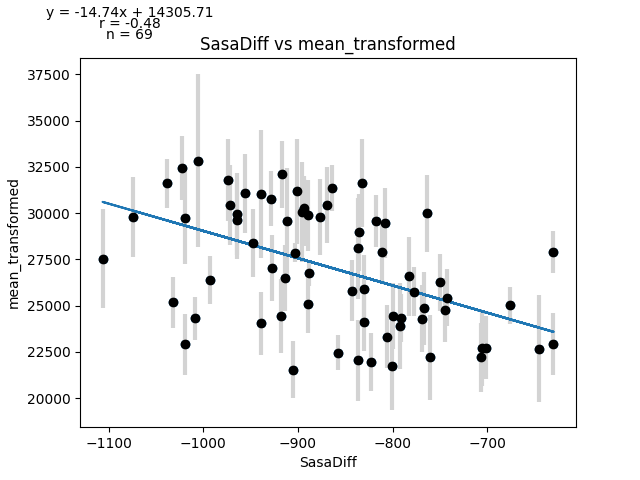 y = -14.74x + 14305.71
r = -0.48
n = 69
SasaDiff vs mean_transformed
37500
35000
32500
30000
27500
25000
22500
20000
mean_transformed
−1100 −1000 −900 −800 −700
SasaDiff